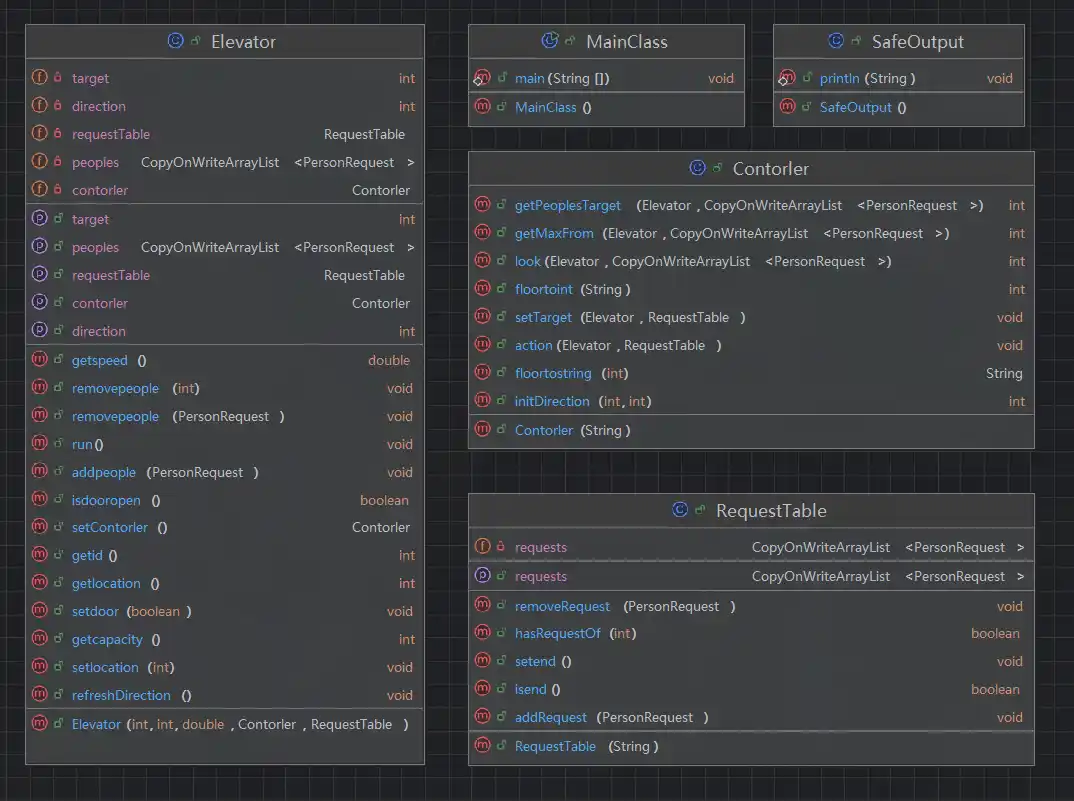 Elevator
target int
direction int
requestTable RequestTable
peoples CopyOnWriteArrayList <PersonRequest >
contorler Contorler
target int
peoples CopyOnWriteArrayList <PersonRequest >
requestTable RequestTable
contorler Contorler
direction int
getspeed () double
removepeople (int) void
removepeople (PersonRequest ) void
run() void
addpeople (PersonRequest ) void
isdooropen () boolean
setContorler () Contorler
getid () int
getlocation () int
setdoor (boolean ) void
getcapacity () int
setlocation (int) void
refreshDirection () void
Elevator (int, int, double , Contorler , RequestTable )
MainClass
main (String []) void
MainClass ()
SafeOutput
println (String ) void
SafeOutput ()
Contorler
getPeoplesTarget (Elevator , CopyOnWriteArrayList <PersonRequest >) int
getMaxFrom (Elevator , CopyOnWriteArrayList <PersonRequest >) int
look (Elevator , CopyOnWriteArrayList <PersonRequest >) int
floortoint (String ) int
setTarget (Elevator , RequestTable ) void
action (Elevator , RequestTable ) void
floortostring (int) String
initDirection (int, int) int
Contorler (String )
RequestTable
requests CopyOnWriteArrayList <PersonRequest >
requests CopyOnWriteArrayList <PersonRequest >
removeRequest (PersonRequest ) void
hasRequestOf (int) boolean
setend () void
isend () boolean
addRequest (PersonRequest ) void
RequestTable (String )